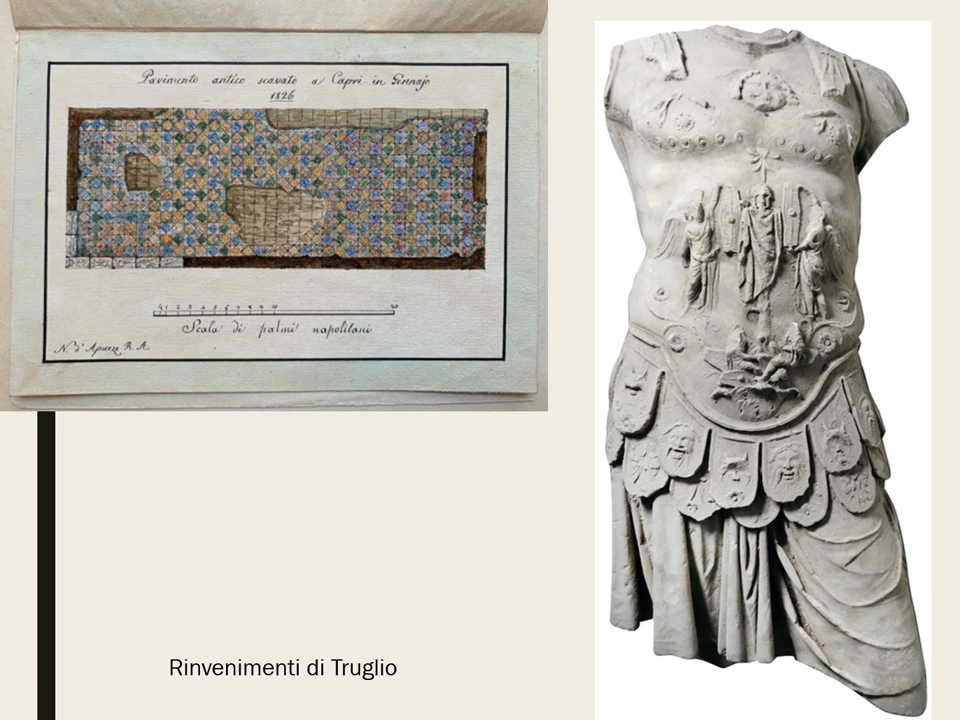 Pavimento antico scavato a Capri in Gennajo
1826
Scala di palmi napolitani
N. d'Apuzzo R. A.
Rinvenimenti di Truglio